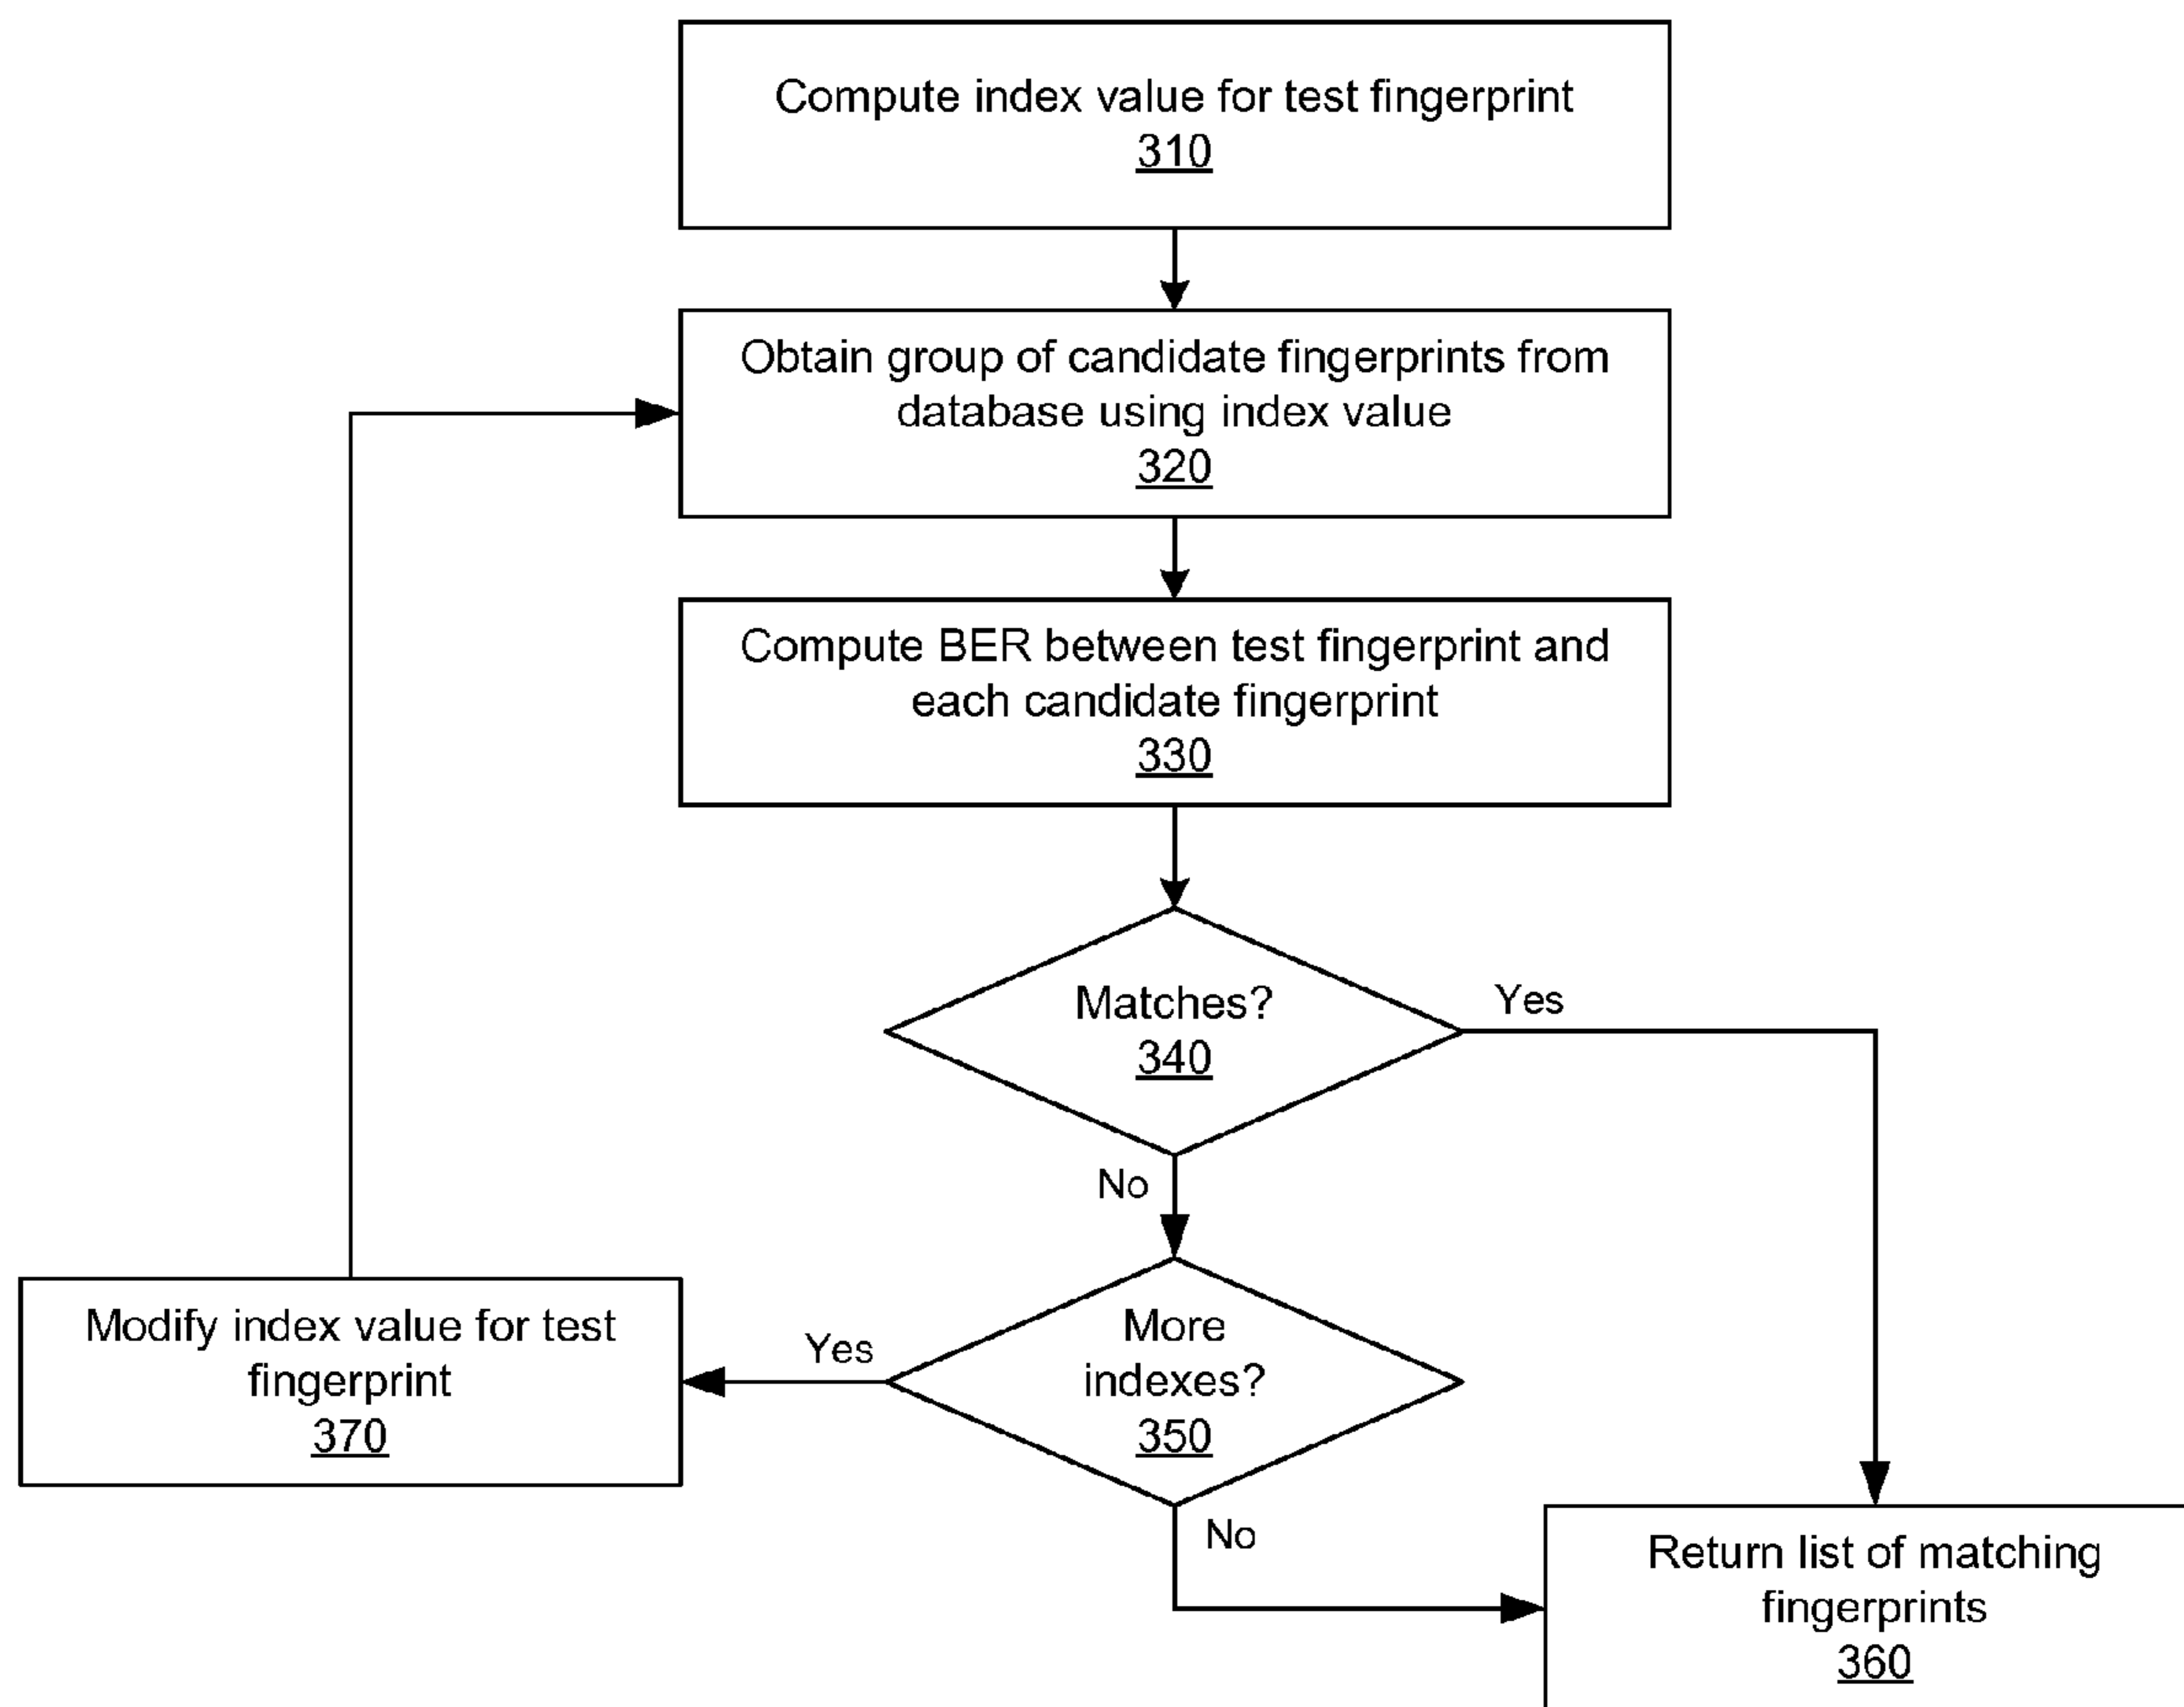 Compute index value for test fingerprint
310
Obtain group of candidate fingerprints from
database using index value
320
Compute BER between test fingerprint and
each candidate fingerprint
330
Matches?
340
Yes
No
More
indexes?
350
Yes
Modify index value for test
fingerprint
370
No
Return list of matching
fingerprints
360